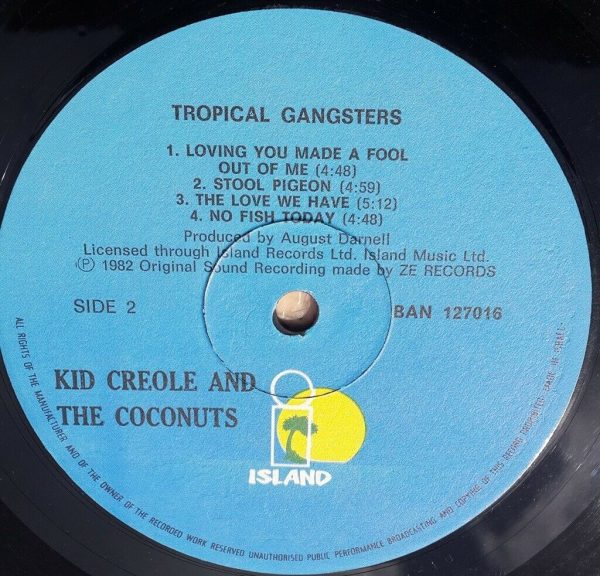 TROPICAL GANGSTERS
1. LOVING YOU MADE A FOOL
OUT OF ME (4:48)
2. STOOL PIGEON (4:59)
3. THE LOVE WE HAVE (5:12)
4. NO FISH TODAY (4:48)
Produced by August Darnell
Licensed through Island Records Ltd. Island Music Ltd.
Ⓟ 1982 Original Sound Recording made by ZE RECORDS
SIDE 2
BAN 127016
KID CREOLE AND
THE COCONUTS
ISLAND
ALL RIGHTS OF THE MANUFACTURER AND OF THE OWNER OF THE RECORDED WORK RESERVED UNAUTHORISED PUBLIC PERFORMANCE BROADCASTING AND COPYING OF THIS RECORD PROHIBITED MADE IN ISRAEL